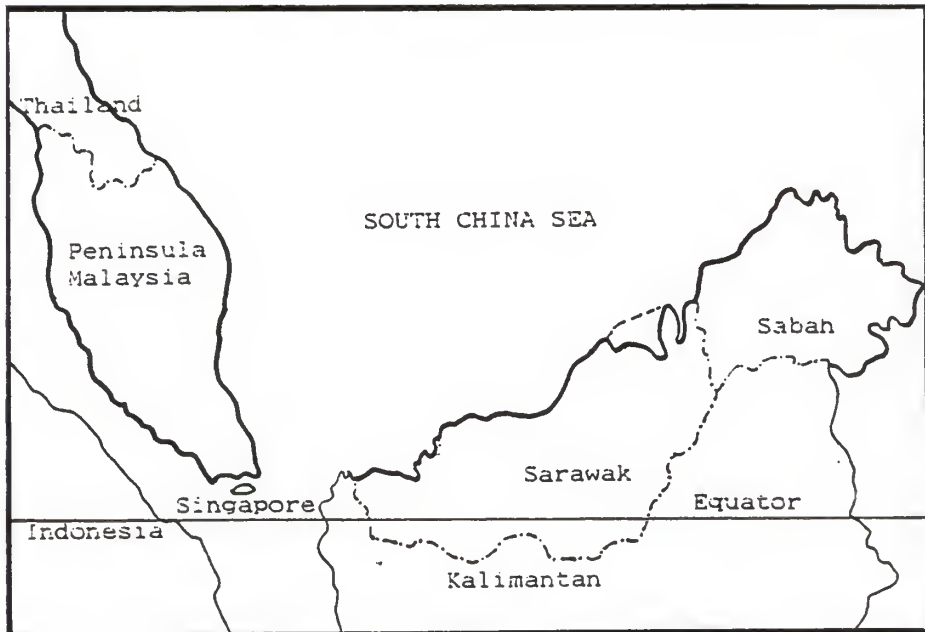 Thailand
SOUTH CHINA SEA
Peninsula
Malaysia
Sabah
Sarawak
Singapore
Equator
Indonesia
Kalimantan